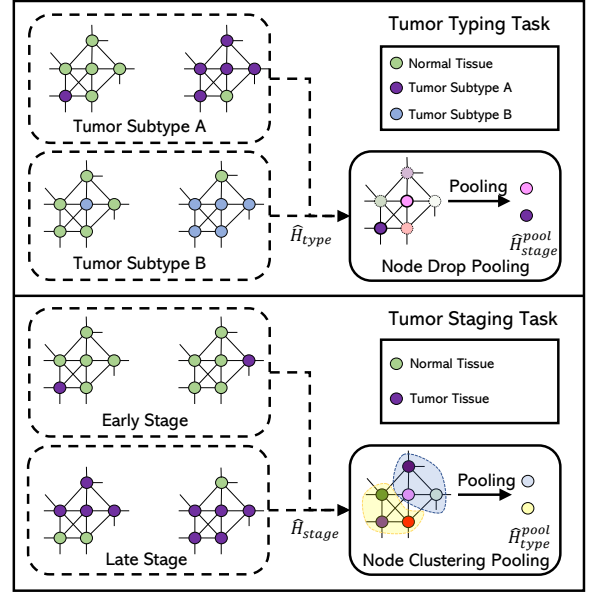 Tumor Typing Task
Normal Tissue
Tumor Subtype A
Tumor Subtype B
Tumor Subtype A
Tumor Subtype B
Ĥ_type
Pooling
Ĥ^pool_stage
Node Drop Pooling
Tumor Staging Task
Normal Tissue
Tumor Tissue
Early Stage
Late Stage
Ĥ_stage
Pooling
Ĥ^pool_type
Node Clustering Pooling